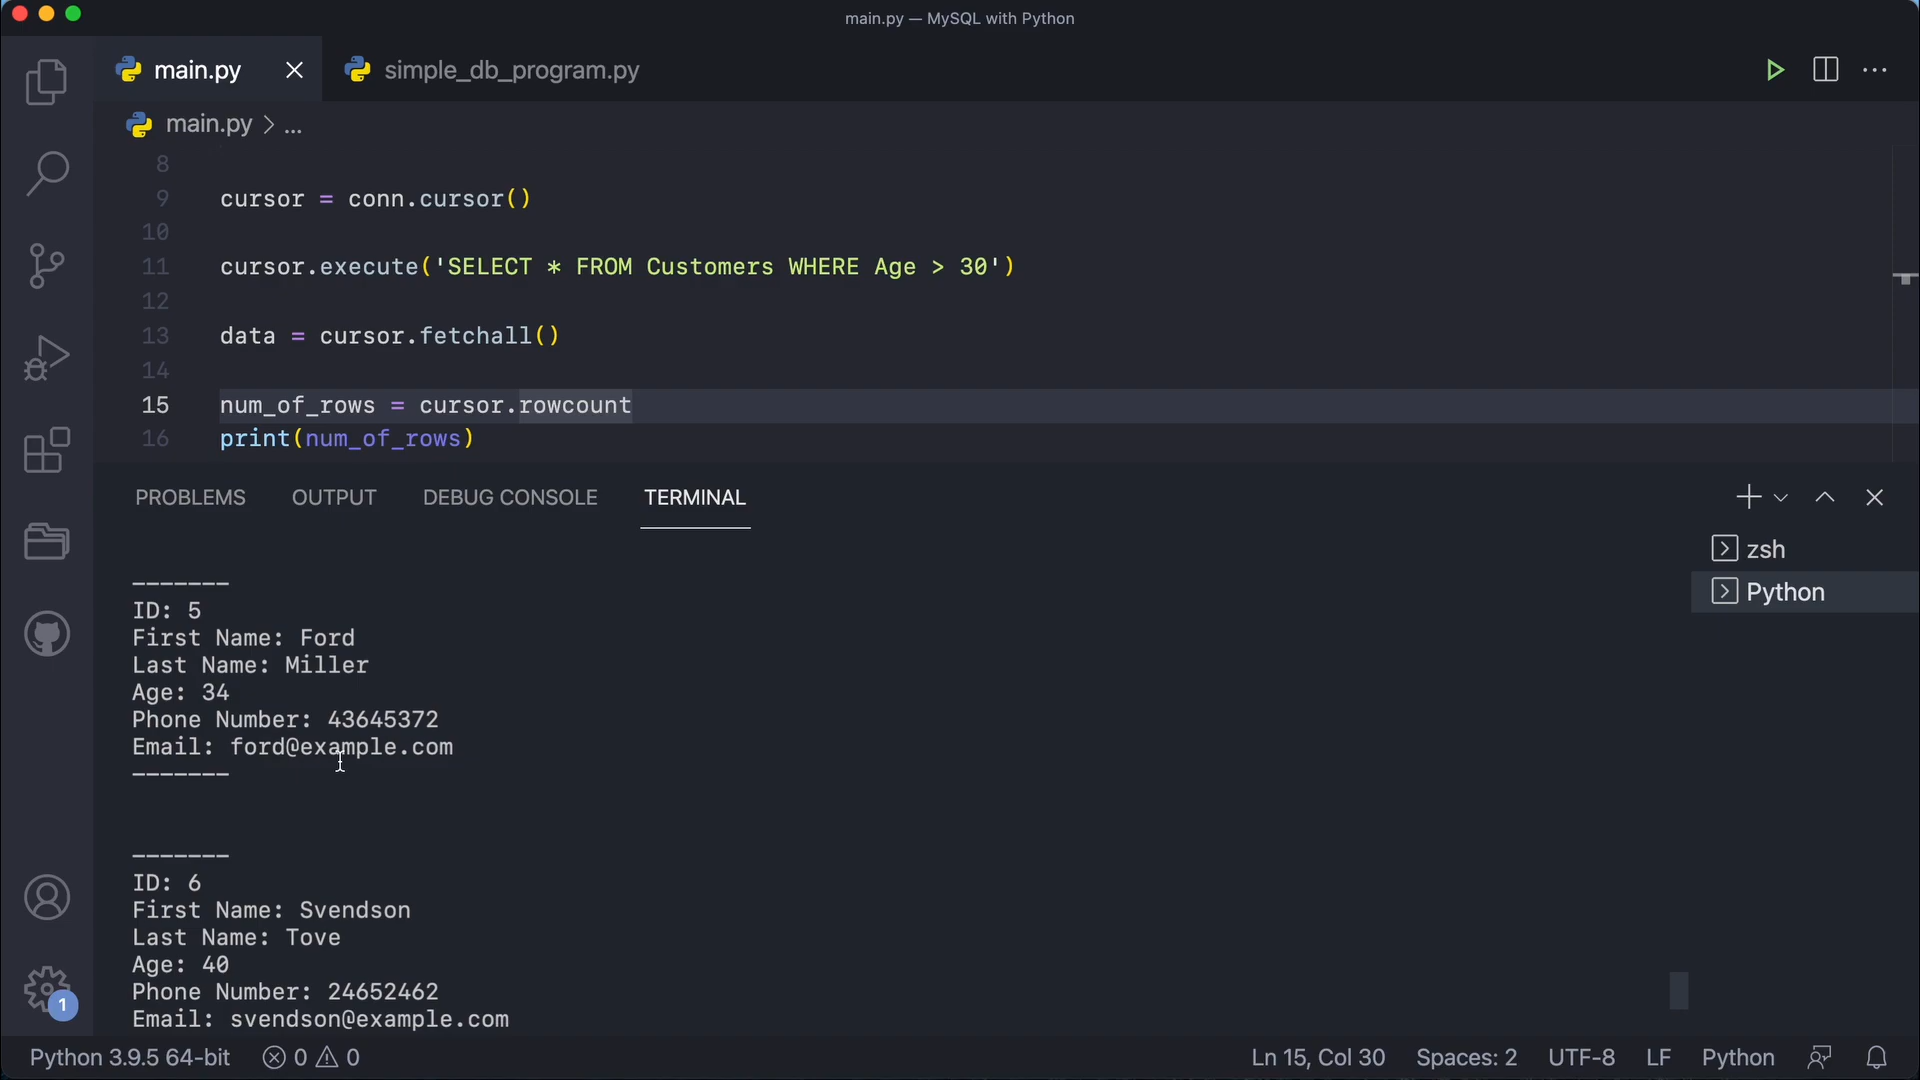 main.py — MySQL with Python
main.py
simple_db_program.py
main.py > ...
8
9 cursor = conn.cursor()
10
11 cursor.execute('SELECT * FROM Customers WHERE Age > 30')
12
13 data = cursor.fetchall()
14
15 num_of_rows = cursor.rowcount
16 print(num_of_rows)
PROBLEMS OUTPUT DEBUG CONSOLE TERMINAL
zsh
Python
-------
ID: 5
First Name: Ford
Last Name: Miller
Age: 34
Phone Number: 43645372
Email: ford@example.com
-------
-------
ID: 6
First Name: Svendson
Last Name: Tove
Age: 40
Phone Number: 24652462
Email: svendson@example.com
1
Python 3.9.5 64-bit 0 0 Ln 15, Col 30 Spaces: 2 UTF-8 LF Python